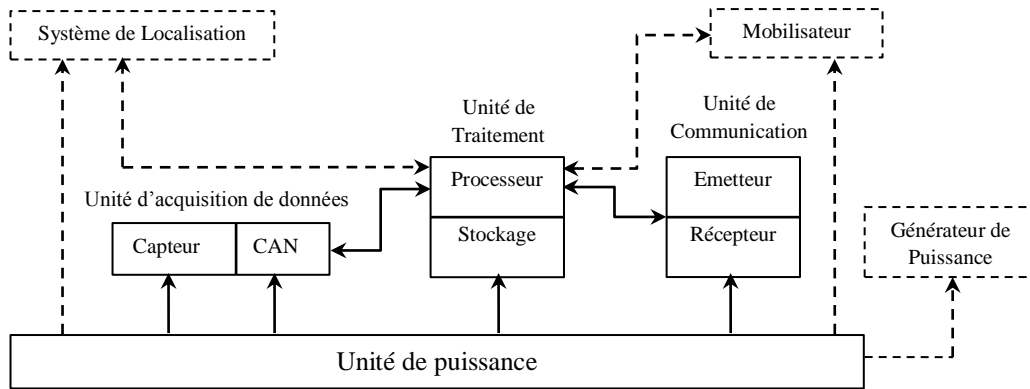 Système de Localisation
Mobilisateur
Unité de
Traitement
Unité de
Communication
Processeur
Emetteur
Unité d'acquisition de données
Capteur
CAN
Stockage
Récepteur
Générateur de
Puissance
Unité de puissance